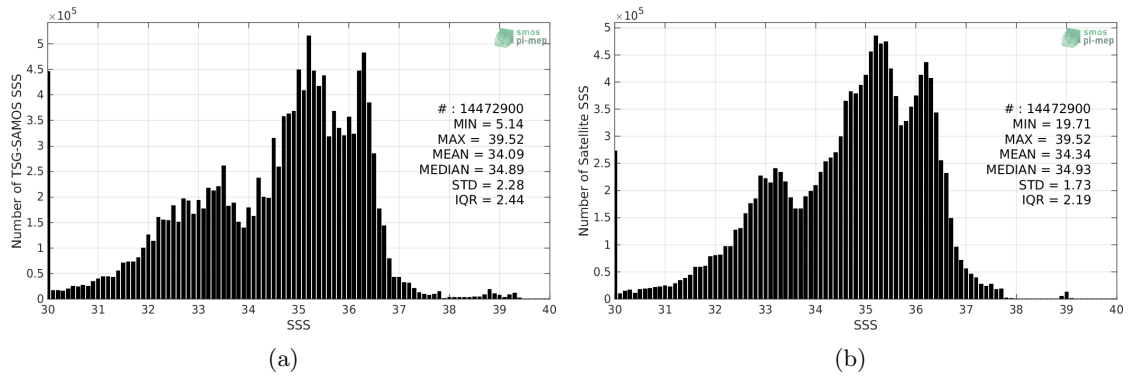 ×10⁵
smos
pi-mep
5
4.5
4
3.5
3
2.5
2
1.5
1
0.5
0
Number of TSG-SAMOS SSS
# : 14472900
MIN = 5.14
MAX = 39.52
MEAN = 34.09
MEDIAN = 34.89
STD = 2.28
IQR = 2.44
30 31 32 33 34 35 36 37 38 39 40
SSS
(a)
×10⁵
smos
pi-mep
5
4.5
4
3.5
3
2.5
2
1.5
1
0.5
0
Number of Satellite SSS
# : 14472900
MIN = 19.71
MAX = 39.52
MEAN = 34.34
MEDIAN = 34.93
STD = 1.73
IQR = 2.19
30 31 32 33 34 35 36 37 38 39 40
SSS
(b)